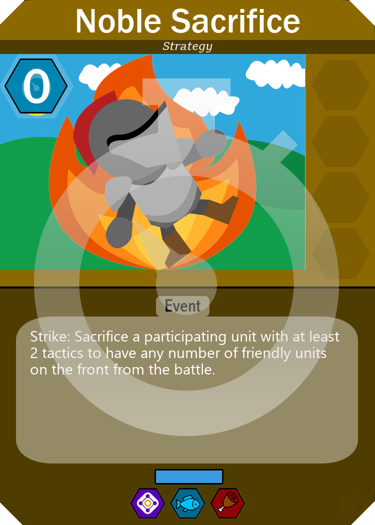 Noble Sacrifice
Strategy
0
Event
Strike: Sacrifice a participating unit with at least
2 tactics to have any number of friendly units
on the front from the battle.